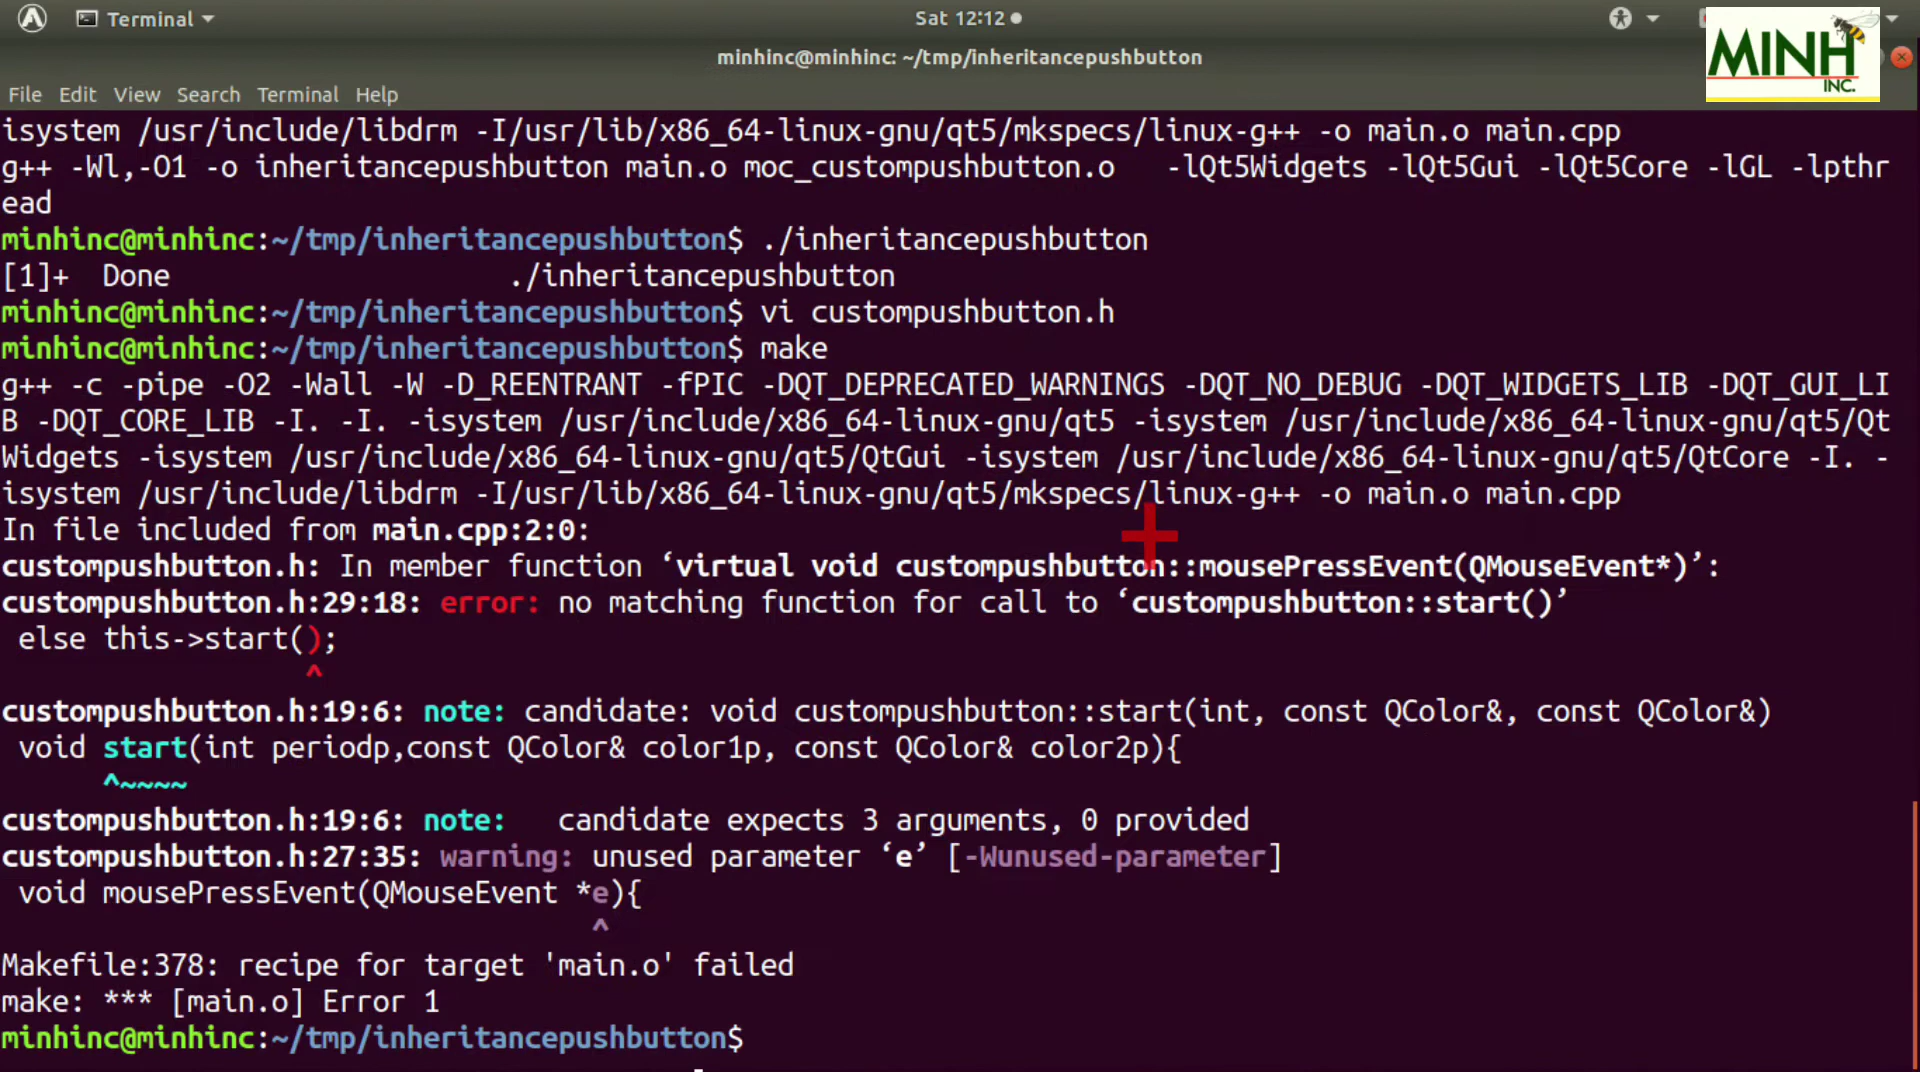 Terminal
Sat 12:12
MINH
INC.
minhinc@minhinc: ~/tmp/inheritancepushbutton
File Edit View Search Terminal Help
isystem /usr/include/libdrm -I/usr/lib/x86_64-linux-gnu/qt5/mkspecs/linux-g++ -o main.o main.cpp
g++ -Wl,-O1 -o inheritancepushbutton main.o moc_custompushbutton.o   -lQt5Widgets -lQt5Gui -lQt5Core -lGL -lpthr
ead
minhinc@minhinc:~/tmp/inheritancepushbutton$ ./inheritancepushbutton
[1]+  Done                    ./inheritancepushbutton
minhinc@minhinc:~/tmp/inheritancepushbutton$ vi custompushbutton.h
minhinc@minhinc:~/tmp/inheritancepushbutton$ make
g++ -c -pipe -O2 -Wall -W -D_REENTRANT -fPIC -DQT_DEPRECATED_WARNINGS -DQT_NO_DEBUG -DQT_WIDGETS_LIB -DQT_GUI_LI
B -DQT_CORE_LIB -I. -I. -isystem /usr/include/x86_64-linux-gnu/qt5 -isystem /usr/include/x86_64-linux-gnu/qt5/Qt
Widgets -isystem /usr/include/x86_64-linux-gnu/qt5/QtGui -isystem /usr/include/x86_64-linux-gnu/qt5/QtCore -I. -
isystem /usr/include/libdrm -I/usr/lib/x86_64-linux-gnu/qt5/mkspecs/linux-g++ -o main.o main.cpp
In file included from main.cpp:2:0:
custompushbutton.h: In member function ‘virtual void custompushbutton::mousePressEvent(QMouseEvent*)’:
custompushbutton.h:29:18: error: no matching function for call to ‘custompushbutton::start()’
 else this->start();
                  ^
custompushbutton.h:19:6: note: candidate: void custompushbutton::start(int, const QColor&, const QColor&)
 void start(int periodp,const QColor& color1p, const QColor& color2p){
      ^~~~~
custompushbutton.h:19:6: note:   candidate expects 3 arguments, 0 provided
custompushbutton.h:27:35: warning: unused parameter ‘e’ [-Wunused-parameter]
 void mousePressEvent(QMouseEvent *e){
                                   ^
Makefile:378: recipe for target 'main.o' failed
make: *** [main.o] Error 1
minhinc@minhinc:~/tmp/inheritancepushbutton$